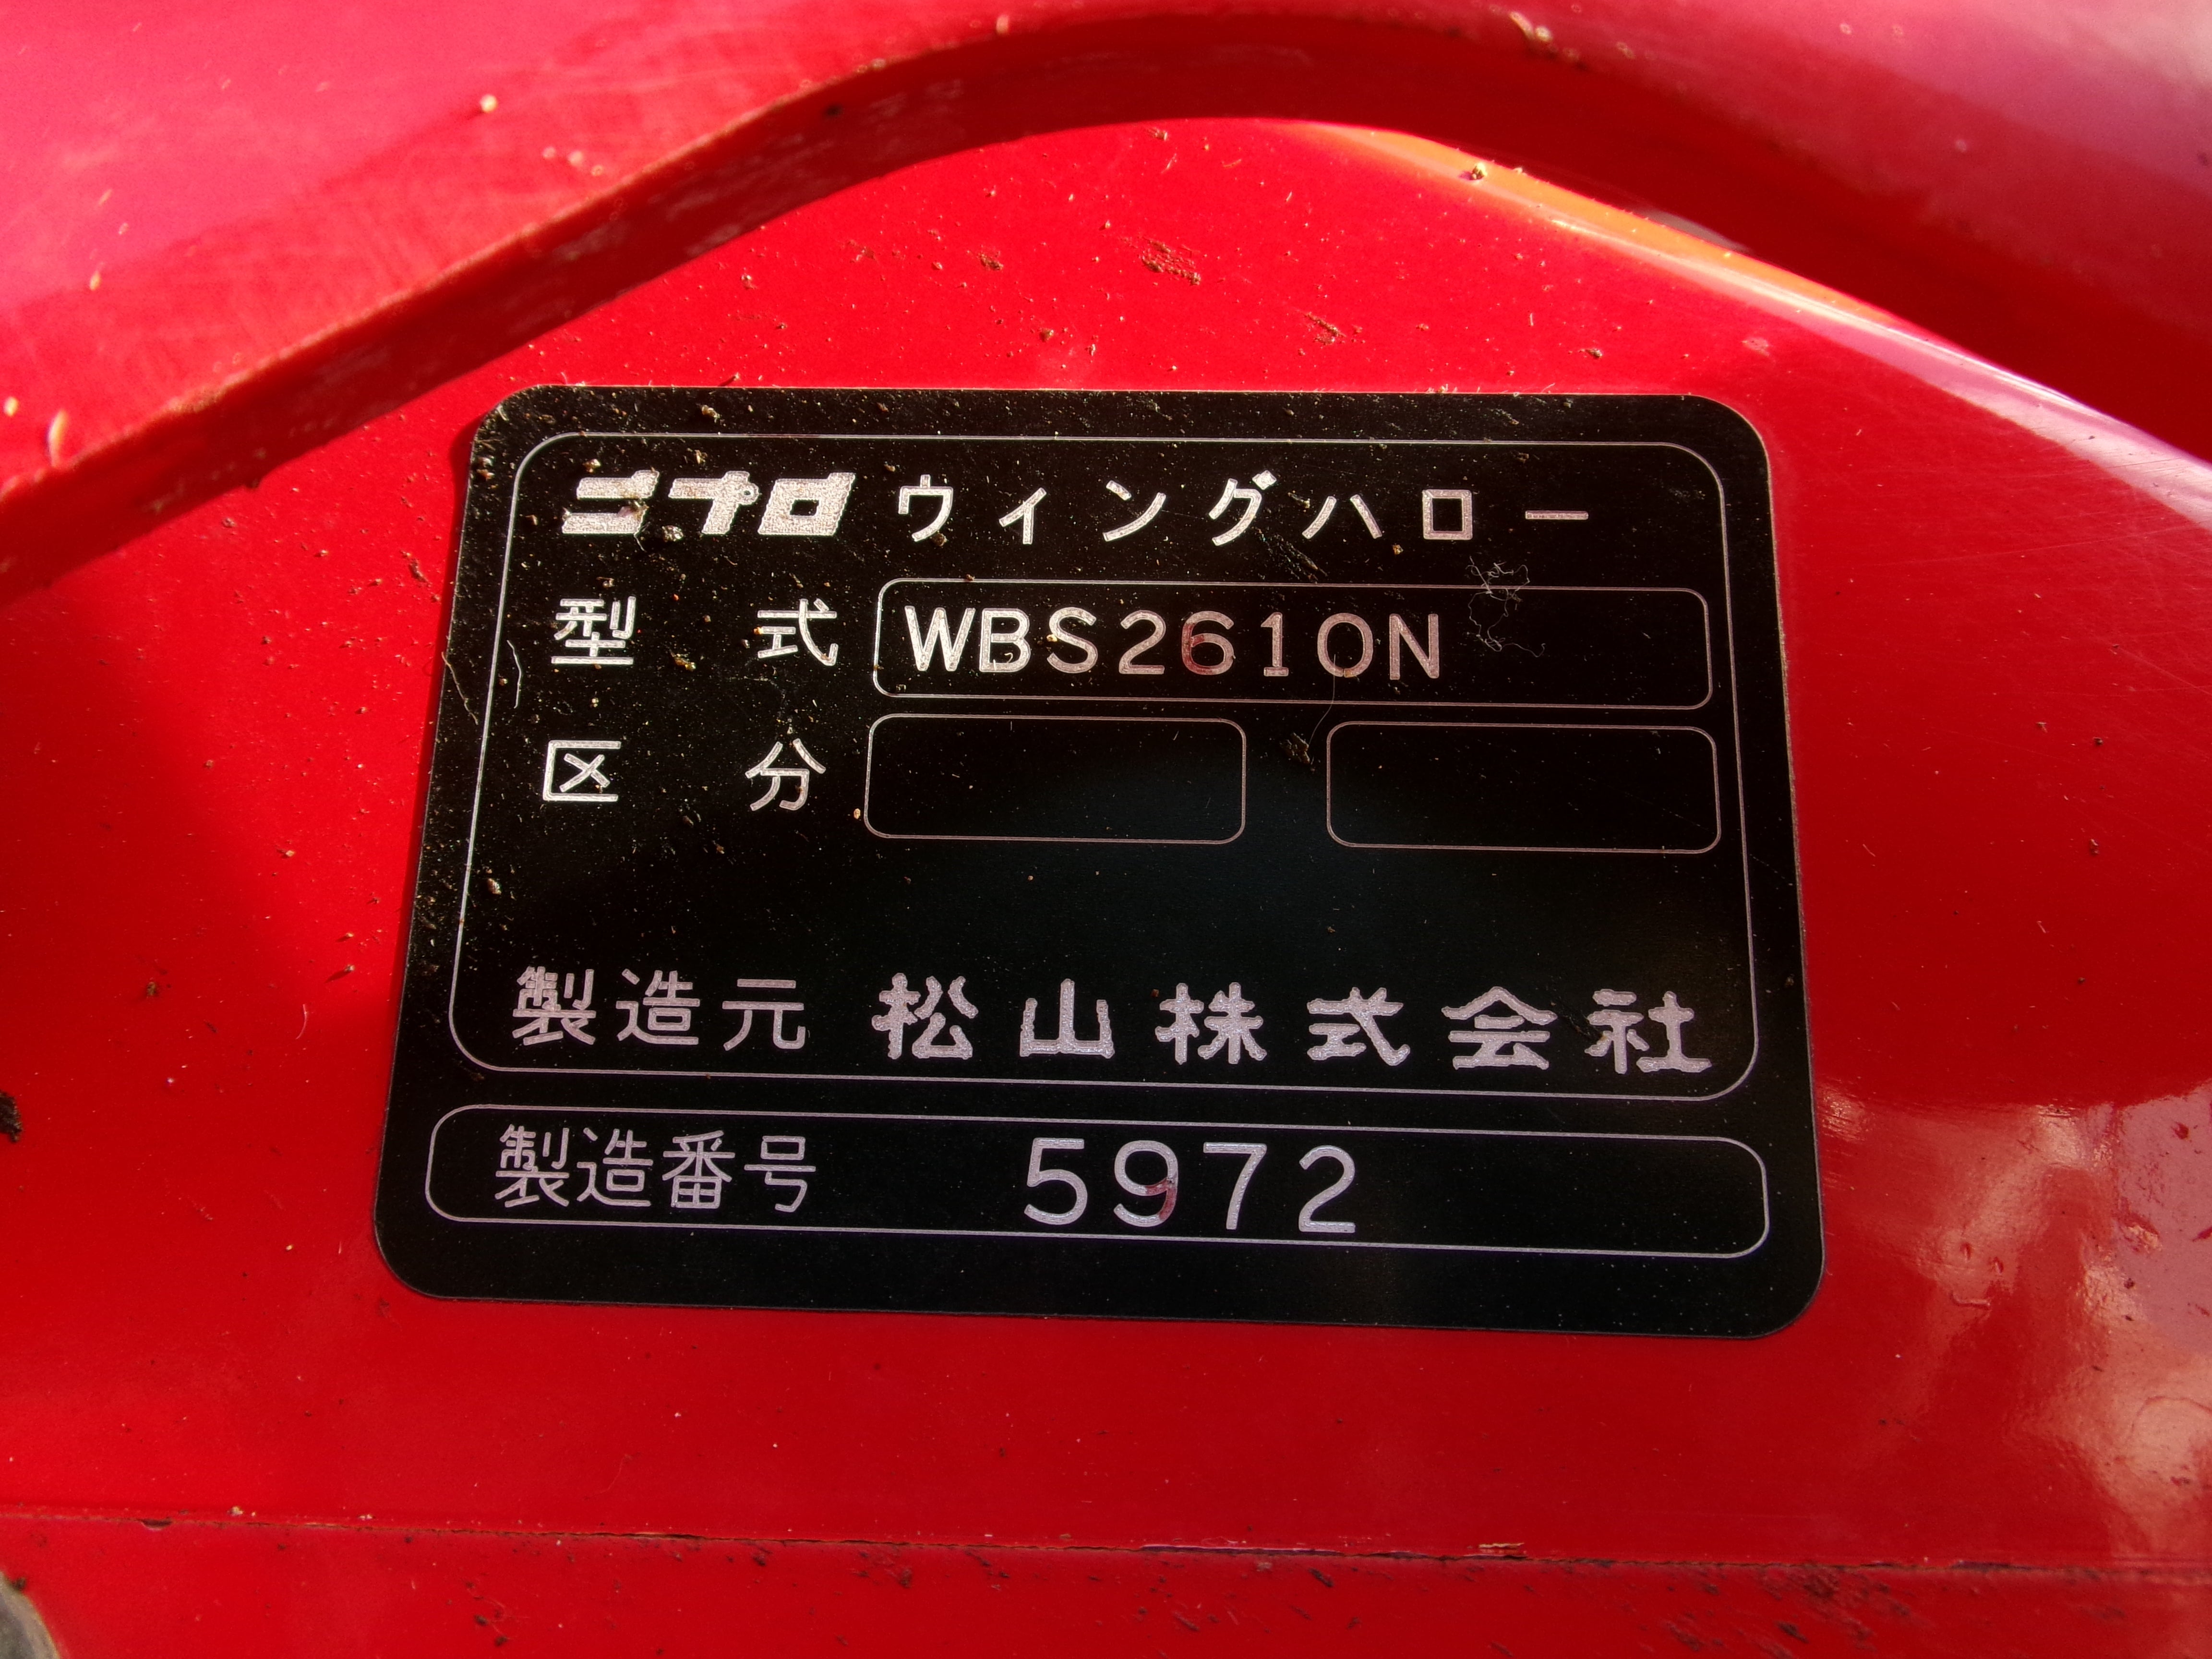 ニプロ ウィングハロー
型式 WBS2610N
区分
製造元 松山株式会社
製造番号 5972